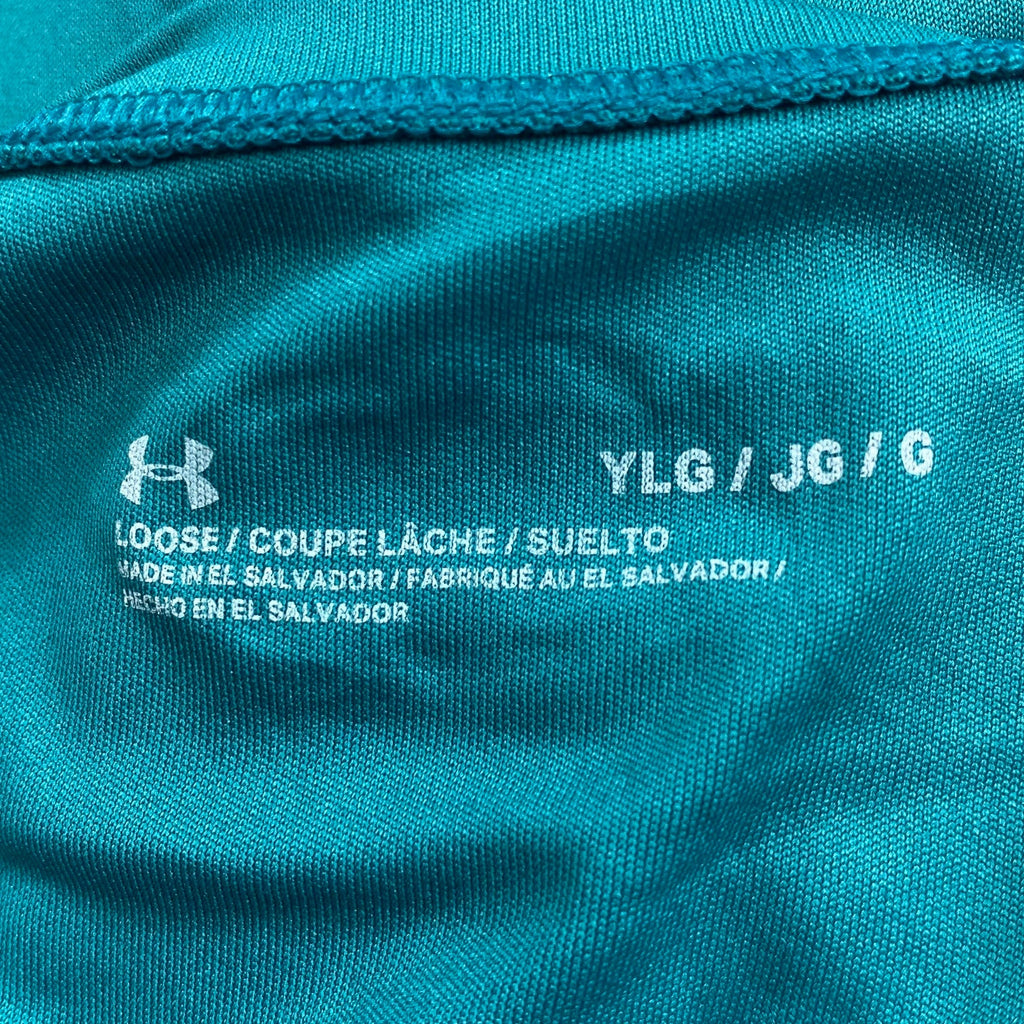 YLG / JG / G
LOOSE / COUPE LÂCHE / SUELTO
MADE IN EL SALVADOR / FABRIQUÉ AU EL SALVADOR /
HECHO EN EL SALVADOR